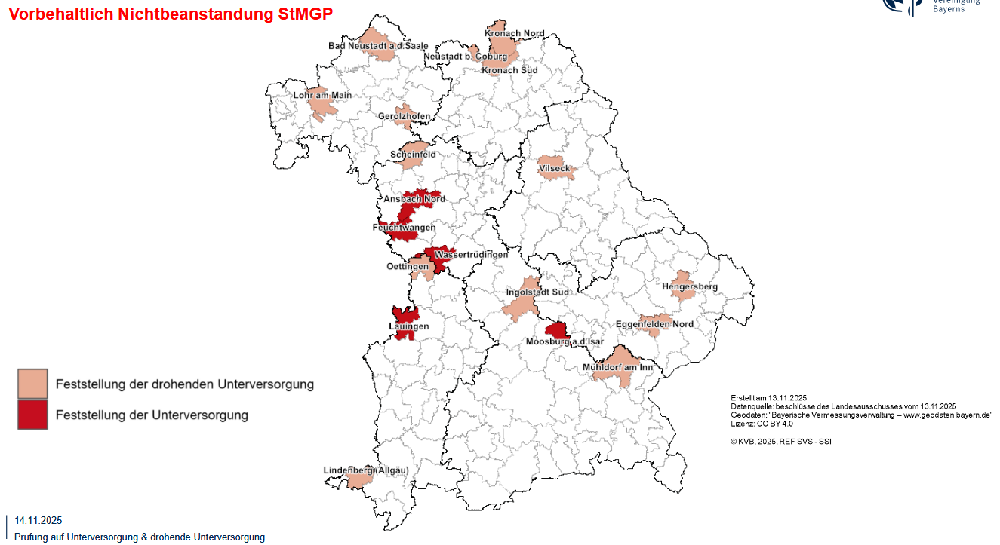 Vorbehaltlich Nichtbeanstandung StMGP
Vereinigung
Bayerns
Kronach Nord
Bad Neustadt a.d.Saale
Neustadt b. Coburg
Kronach Süd
Lohr am Main
Gerolzhofen
Scheinfeld
Vilseck
Ansbach Nord
Feuchtwangen
Wassertrüdingen
Oettingen
Hengersberg
Ingolstadt Süd
Eggenfelden Nord
Lauingen
Moosburg a.d.Isar
Mühldorf am Inn
Feststellung der drohenden Unterversorgung
Feststellung der Unterversorgung
Erstellt am 13.11.2025
Datenquelle: beschlüsse des Landesausschusses vom 13.11.2025
Geodaten: "Bayerische Vermessungsverwaltung – www.geodaten.bayern.de"
Lizenz: CC BY 4.0
© KVB, 2025, REF SVS - SSI
Lindenberg (Allgäu)
14.11.2025
Prüfung auf Unterversorgung & drohende Unterversorgung